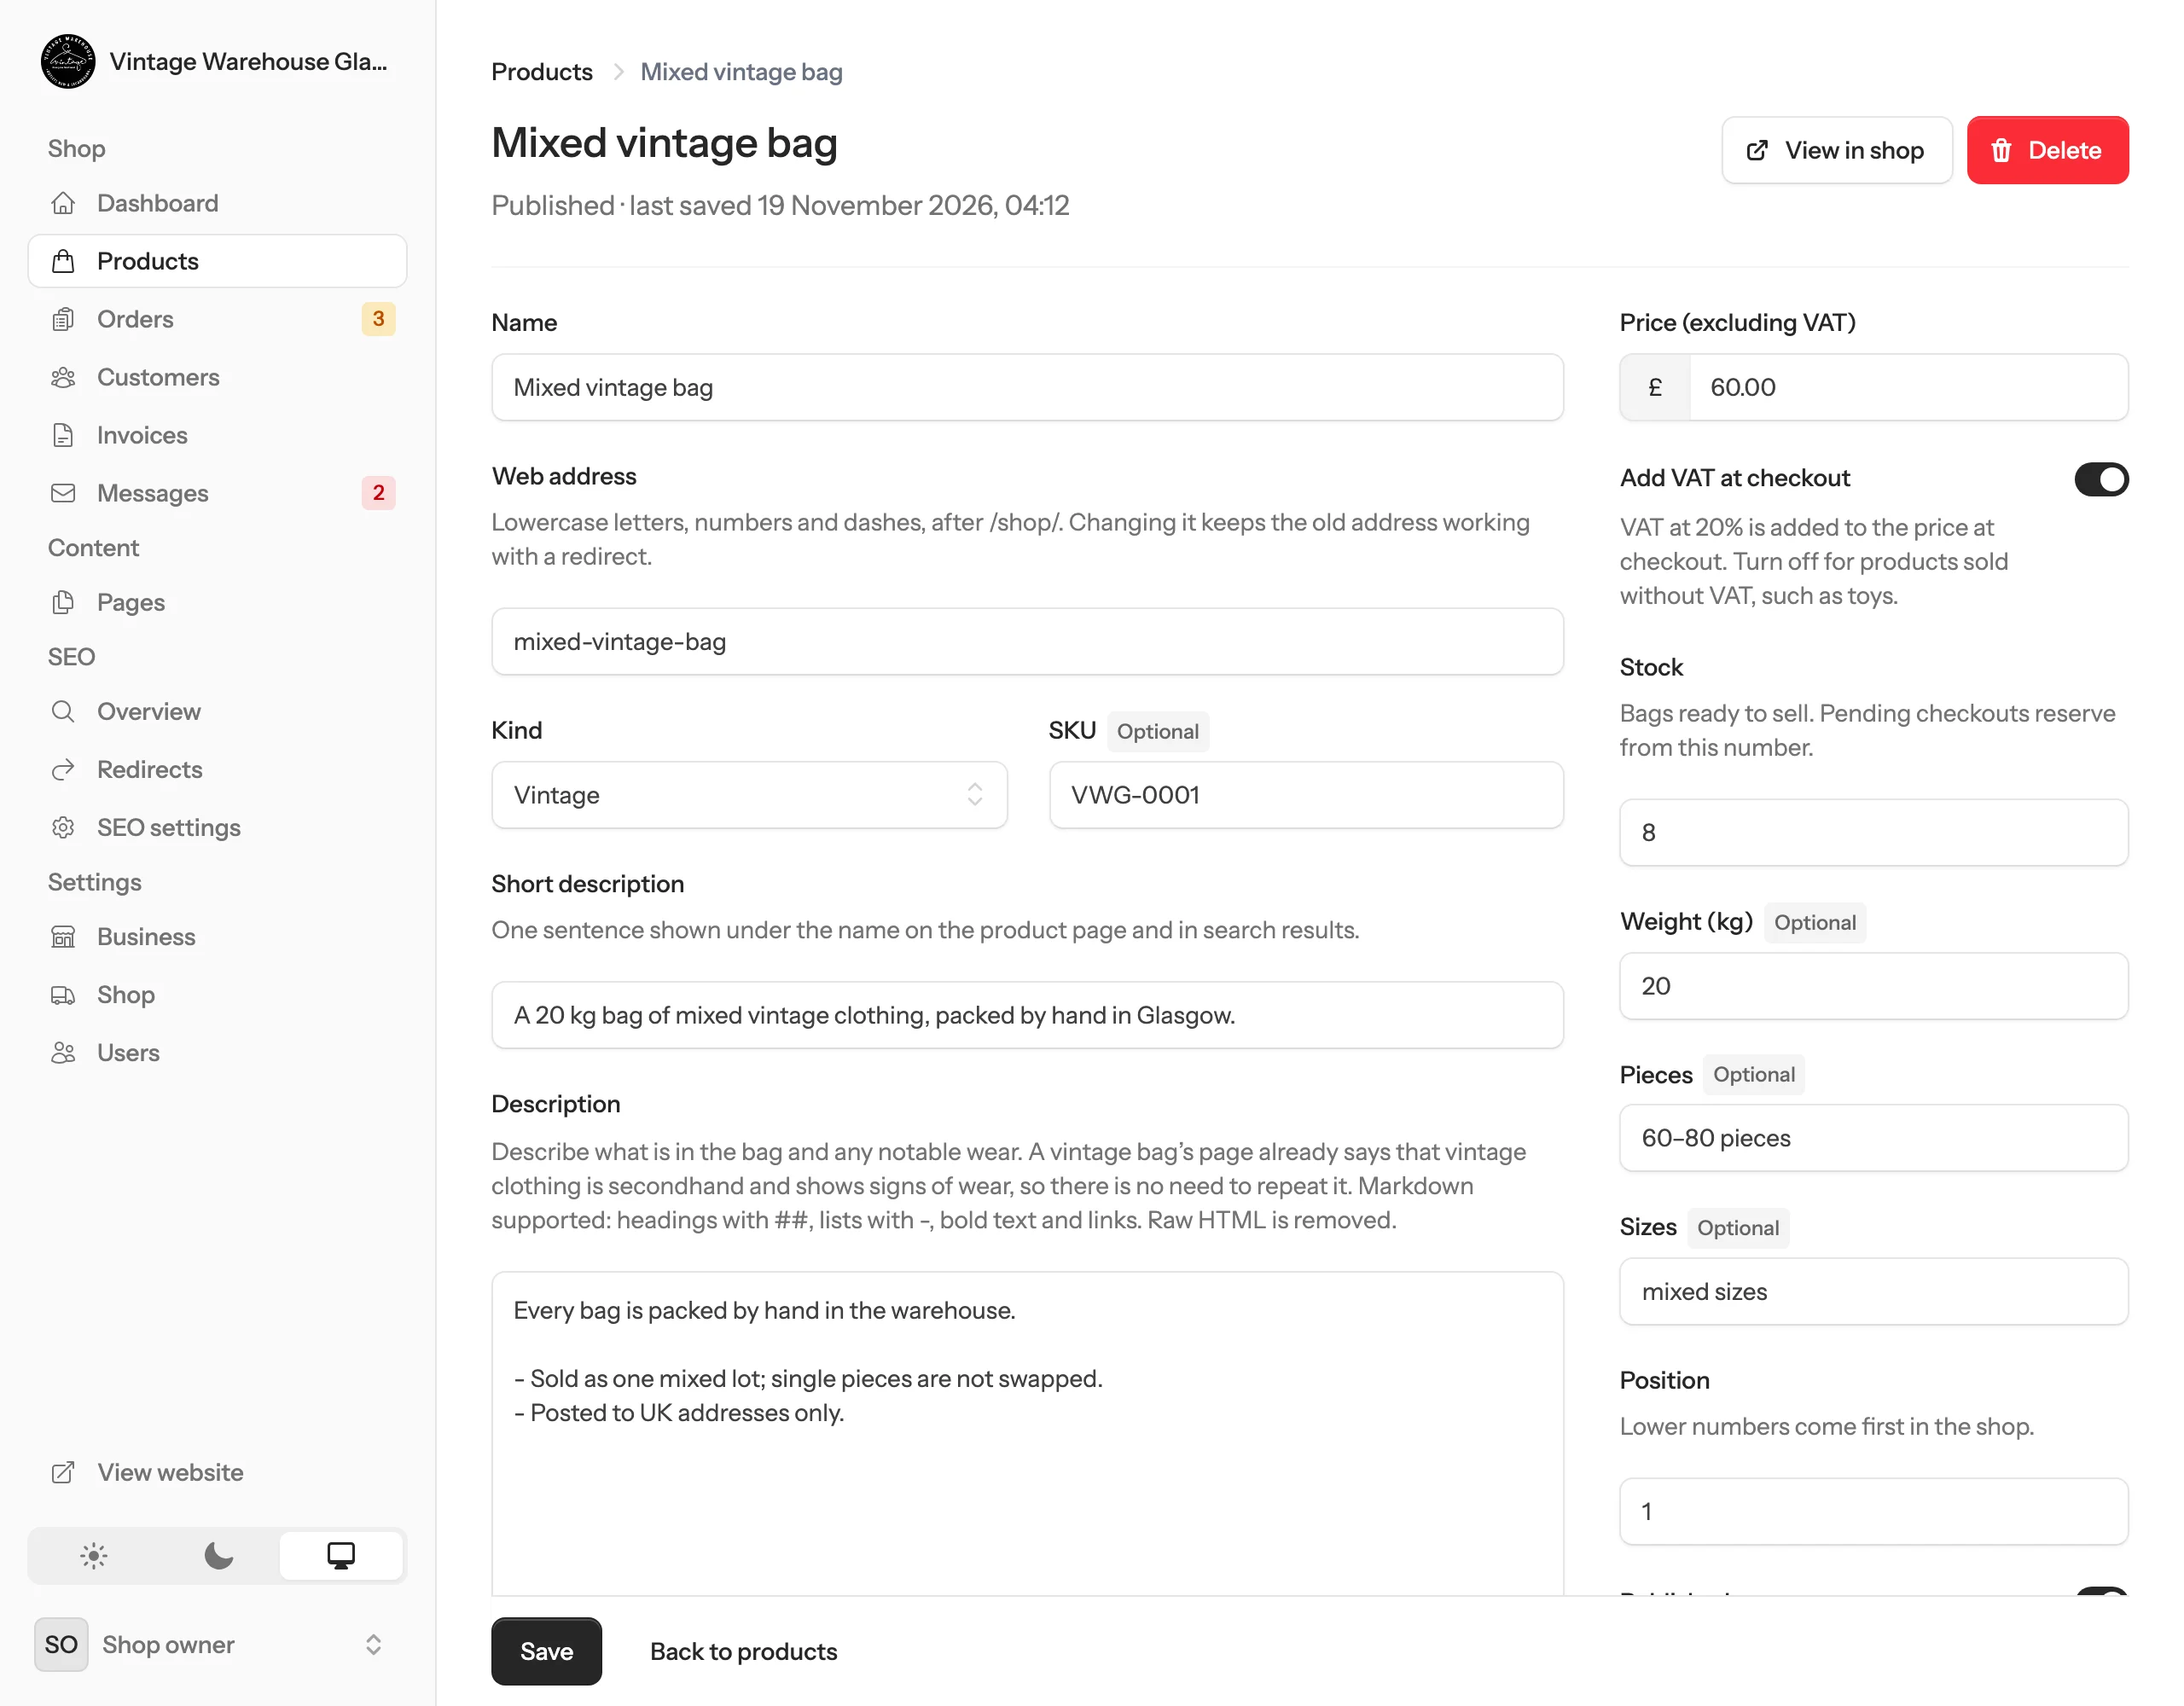 Vintage Warehouse Gla...
Shop
Dashboard
Products
Orders
3
Customers
Invoices
Messages
2
Content
Pages
SEO
Overview
Redirects
SEO settings
Settings
Business
Shop
Users
View website
SO
Shop owner
Products
Mixed vintage bag
Mixed vintage bag
Published · last saved 19 November 2026, 04:12
View in shop
Delete
Name
Mixed vintage bag
Web address
Lowercase letters, numbers and dashes, after /shop/. Changing it keeps the old address working
with a redirect.
mixed-vintage-bag
Kind
Vintage
SKU Optional
VWG-0001
Short description
One sentence shown under the name on the product page and in search results.
A 20 kg bag of mixed vintage clothing, packed by hand in Glasgow.
Description
Describe what is in the bag and any notable wear. A vintage bag’s page already says that vintage
clothing is secondhand and shows signs of wear, so there is no need to repeat it. Markdown
supported: headings with ##, lists with -, bold text and links. Raw HTML is removed.
Every bag is packed by hand in the warehouse.
- Sold as one mixed lot; single pieces are not swapped.
- Posted to UK addresses only.
Price (excluding VAT)
£
60.00
Add VAT at checkout
VAT at 20% is added to the price at
checkout. Turn off for products sold
without VAT, such as toys.
Stock
Bags ready to sell. Pending checkouts reserve
from this number.
8
Weight (kg) Optional
20
Pieces Optional
60–80 pieces
Sizes Optional
mixed sizes
Position
Lower numbers come first in the shop.
1
Save
Back to products